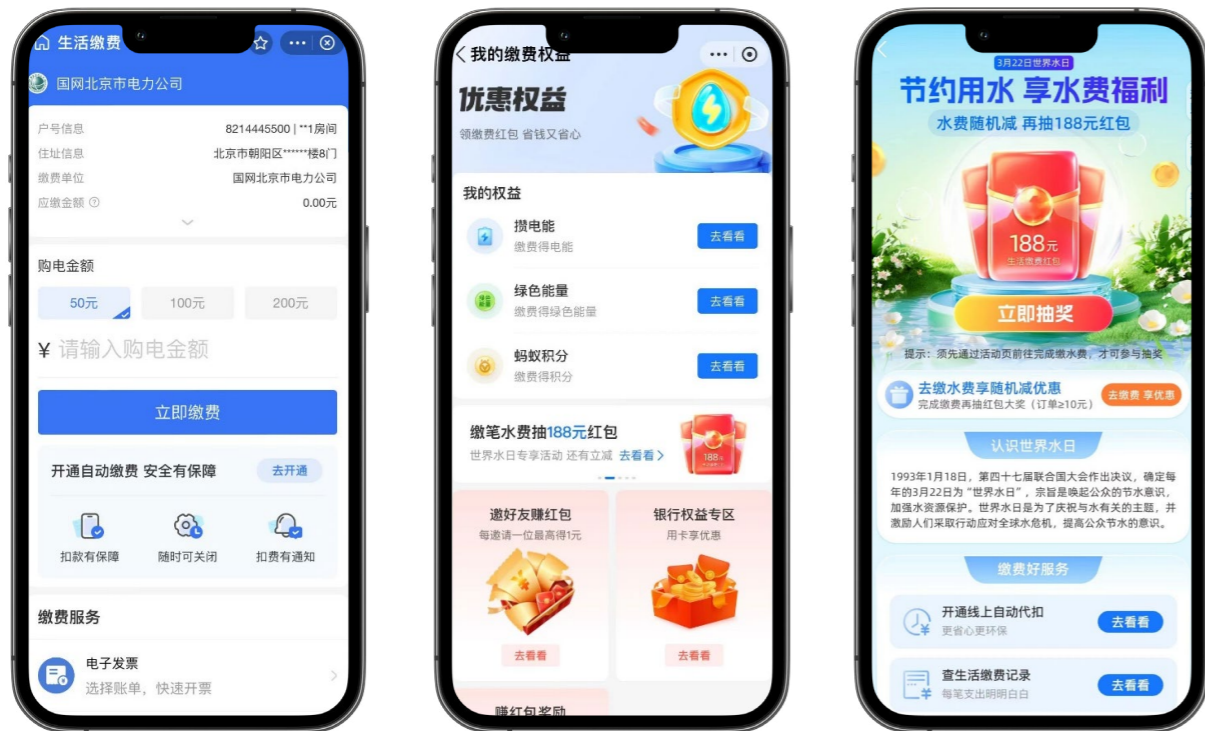 生活缴费
国网北京市电力公司
户号信息 8214445500 | **1房间
住址信息 北京市朝阳区******楼8门
缴费单位 国网北京市电力公司
应缴金额 0.00元
购电金额
50元 100元 200元
¥ 请输入购电金额
立即缴费
开通自动缴费 安全有保障 去开通
扣款有保障 随时可关闭 扣费有通知
缴费服务
电子发票
选择账单，快速开票
我的缴费权益
优惠权益
领缴费红包 省钱又省心
我的权益
攒电能
缴费得电能
去看看
绿色能量
缴费得绿色能量
去看看
蚂蚁积分
缴费得积分
去看看
缴笔水费抽188元红包
世界水日专享活动 还有立减 去看看
188元
邀好友赚红包
每邀请一位最高得1元
去看看
银行权益专区
用卡享优惠
去看看
赚红包奖励
3月22日世界水日
节约用水 享水费福利
水费随机减 再抽188元红包
188元
生活缴费红包
立即抽奖
提示：须先通过活动页前往完成缴水费，才可参与抽奖
去缴水费享随机减优惠
完成缴费再抽红包大奖（订单≥10元）
去缴费 享优惠
认识世界水日
1993年1月18日，第四十七届联合国大会作出决议，确定每
年的3月22日为“世界水日”，宗旨是唤起公众的节水意识，
加强水资源保护。世界水日是为了庆祝与水有关的主题，并
激励人们采取行动应对全球水危机，提高公众节水的意识。
缴费好服务
开通线上自动代扣
更省心更环保
去看看
查生活缴费记录
每笔支出明明白白
去看看